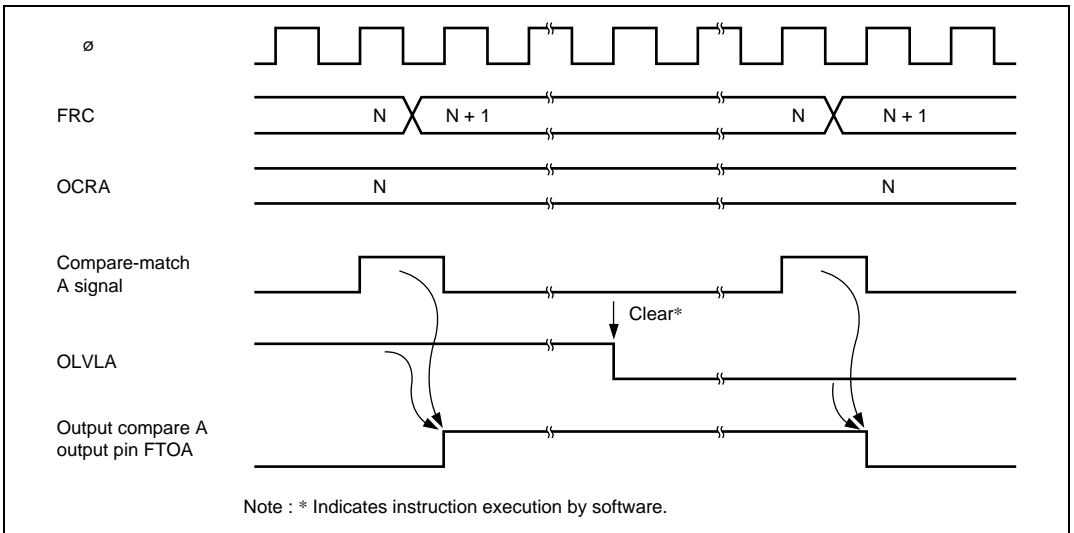 ø
FRC
N
N + 1
N
N + 1
OCRA
N
N
Compare-match
A signal
Clear*
OLVLA
Output compare A
output pin FTOA
Note : * Indicates instruction execution by software.